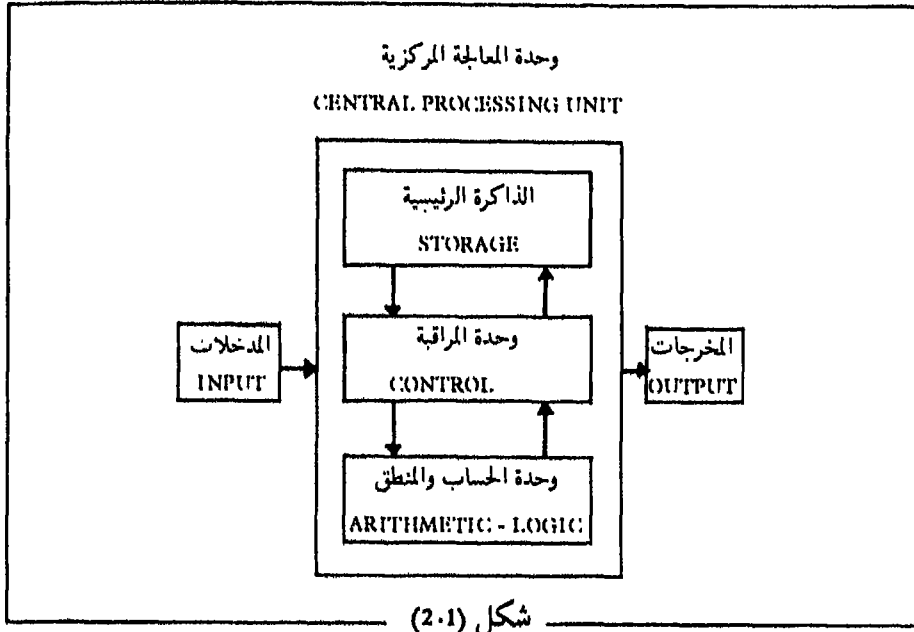 وحدة المعالجة المركزية
CENTRAL PROCESSING UNIT
الذاكرة الرئيسية
STORAGE
وحدة المراقبة
CONTROL
وحدة الحساب والمنطق
ARITHMETIC - LOGIC
المدخلات
INPUT
المخرجات
OUTPUT
شكل (2.1)